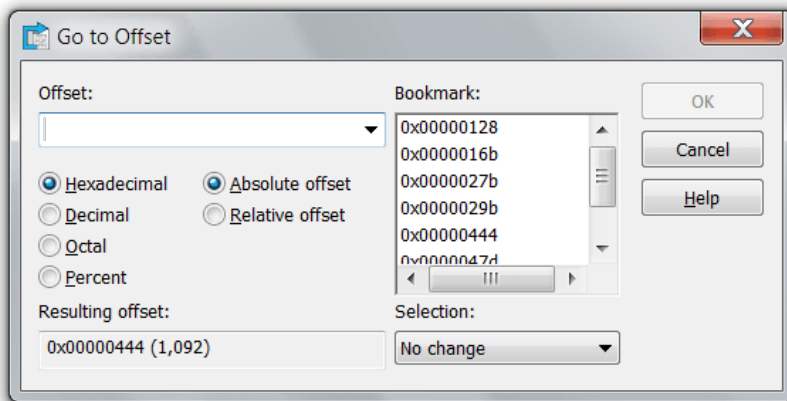 Go to Offset
Offset:
Hexadecimal
Decimal
Octal
Percent
Absolute offset
Relative offset
Resulting offset:
0x00000444 (1,092)
Bookmark:
0x00000128
0x0000016b
0x0000027b
0x0000029b
0x00000444
0x0000047d
Selection:
No change
OK
Cancel
Help